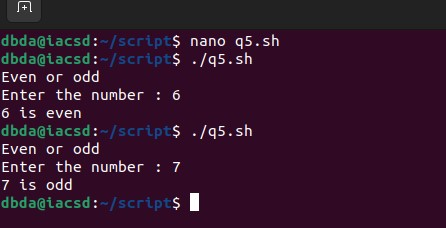 dbda@iacsd:~/script$ nano q5.sh
dbda@iacsd:~/script$ ./q5.sh
Even or odd
Enter the number : 6
6 is even
dbda@iacsd:~/script$ ./q5.sh
Even or odd
Enter the number : 7
7 is odd
dbda@iacsd:~/script$